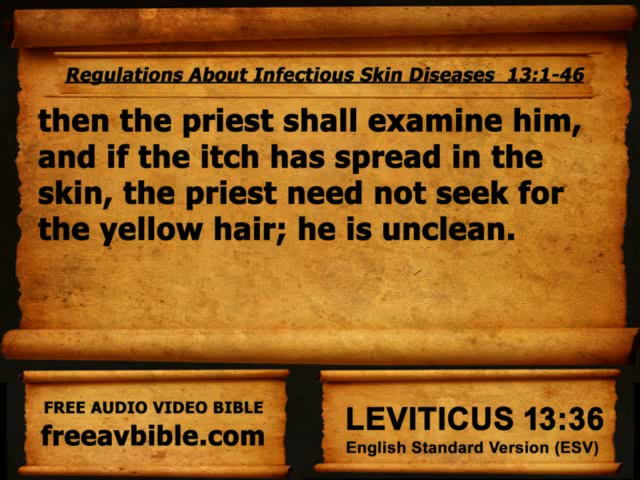 Regulations About Infectious Skin Diseases 13:1-46
then the priest shall examine him,
and if the itch has spread in the
skin, the priest need not seek for
the yellow hair; he is unclean.
FREE AUDIO VIDEO BIBLE
freeavbible.com
LEVITICUS 13:36
English Standard Version (ESV)